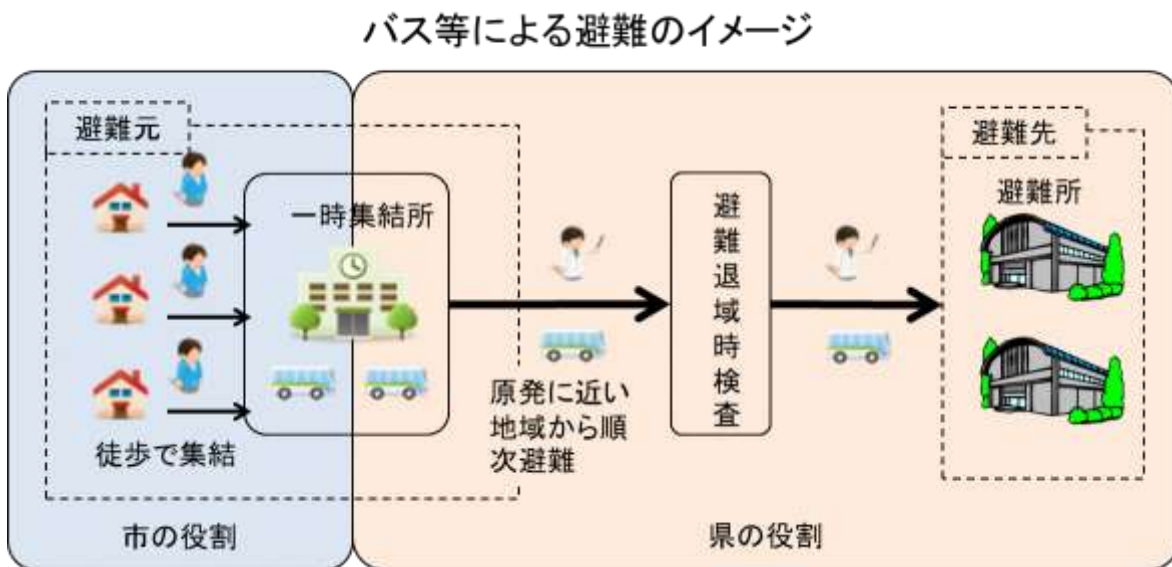 バス等による避難のイメージ
避難元
一時集結所
徒歩で集結
市の役割
原発に近い
地域から順
次避難
避難退域時検査
避難先
避難所
県の役割